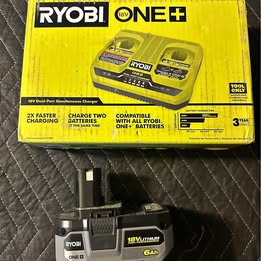 RYOBI 18V ONE+
RYOBI
TOOL
ONLY
18V Dual-Port Simultaneous Charger
2X FASTER
CHARGING
CHARGE TWO
BATTERIES
AT THE SAME TIME
COMPATIBLE
WITH ALL RYOBI
ONE+ BATTERIES
3 YEAR
RYOBI
18V LITHIUM
ONE+
6Ah